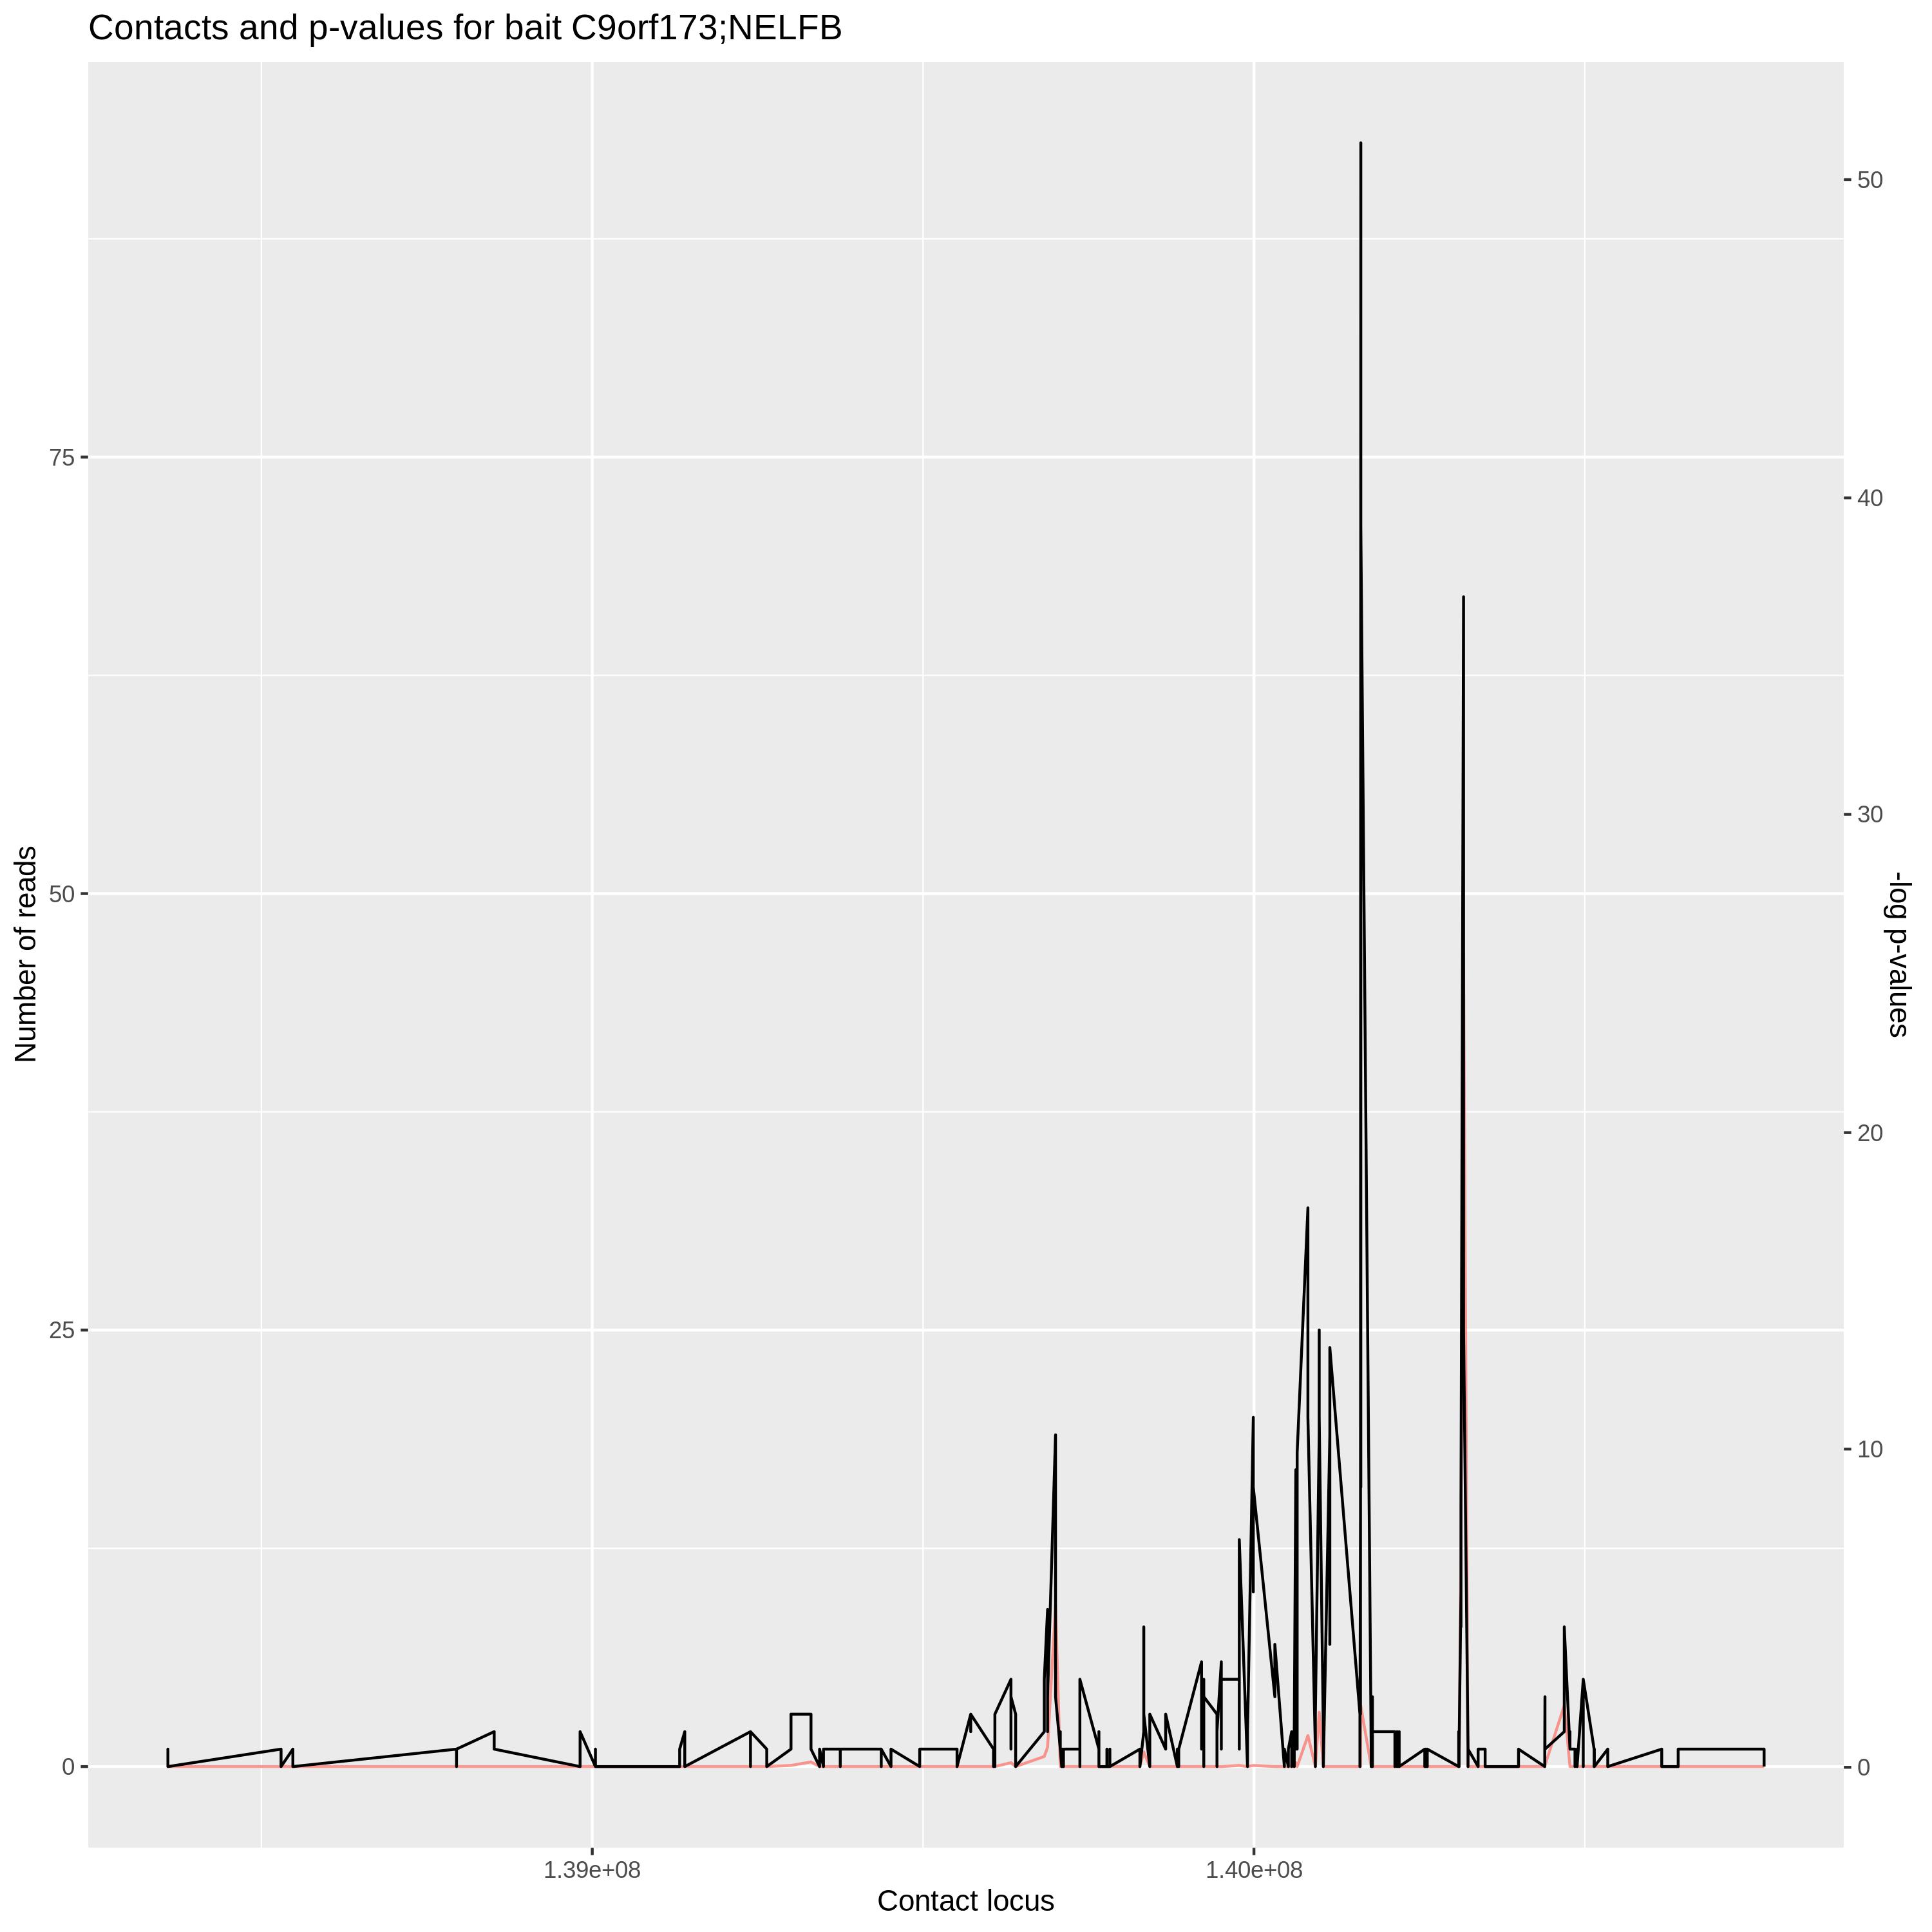 Contacts and p-values for bait C9orf173;NELFB
Number of reads
75
50
25
0
50
40
30
20
10
0
-log p-values
1.39e+08
1.40e+08
Contact locus